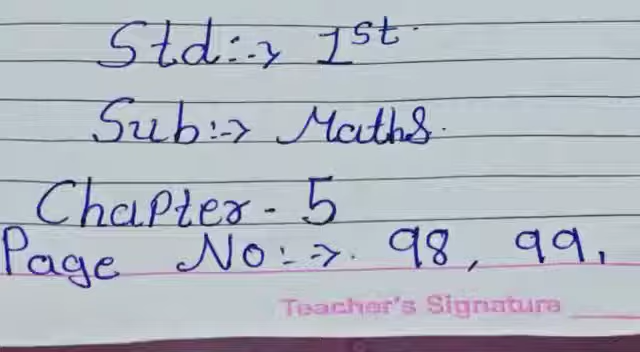 Std:-> 1st.
Sub:-> Maths.
Chapter - 5
Page No:->. 98, 99,
Teacher's Signature